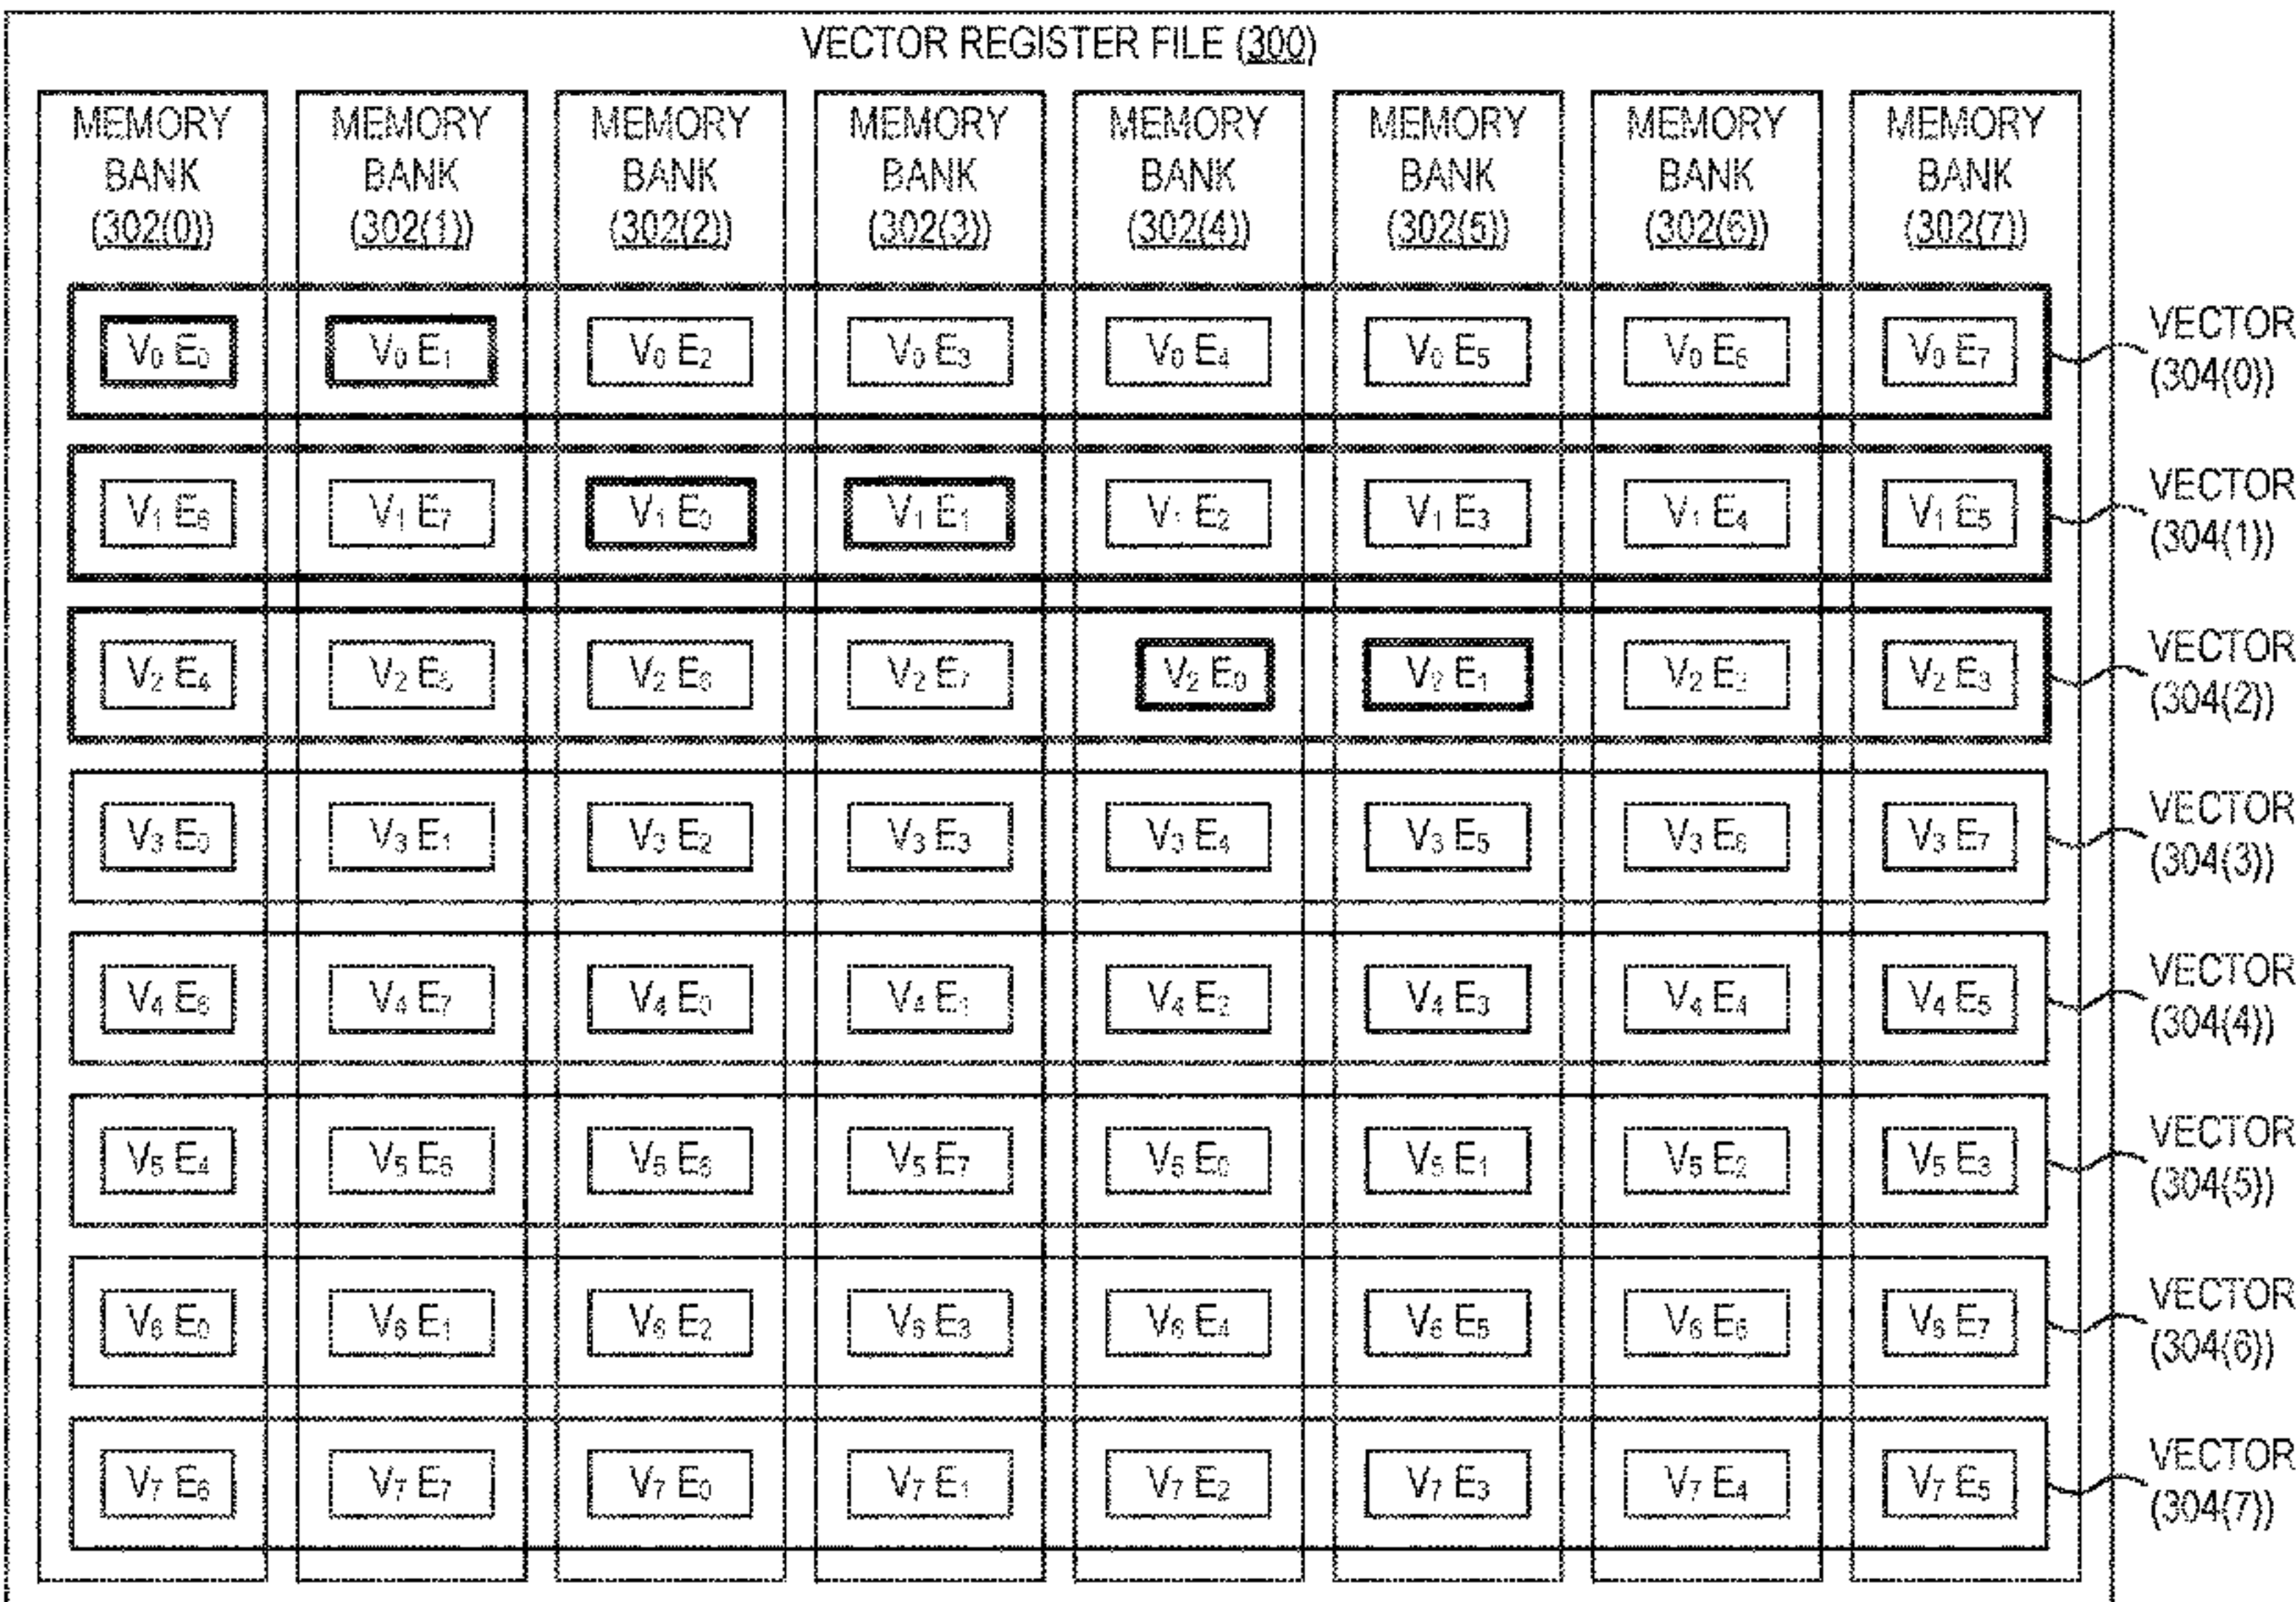 VECTOR REGISTER FILE (300)
MEMORY BANK (302(0)) MEMORY BANK (302(1)) MEMORY BANK (302(2)) MEMORY BANK (302(3)) MEMORY BANK (302(4)) MEMORY BANK (302(5)) MEMORY BANK (302(6)) MEMORY BANK (302(7))
V0 E0 V0 E1 V0 E2 V0 E3 V0 E4 V0 E5 V0 E6 V0 E7 VECTOR (304(0))
V1 E6 V1 E7 V1 E0 V1 E1 V1 E2 V1 E3 V1 E4 V1 E5 VECTOR (304(1))
V2 E4 V2 E5 V2 E6 V2 E7 V2 E0 V2 E1 V2 E2 V2 E3 VECTOR (304(2))
V3 E0 V3 E1 V3 E2 V3 E3 V3 E4 V3 E5 V3 E6 V3 E7 VECTOR (304(3))
V4 E6 V4 E7 V4 E0 V4 E1 V4 E2 V4 E3 V4 E4 V4 E5 VECTOR (304(4))
V5 E4 V5 E5 V5 E6 V5 E7 V5 E0 V5 E1 V5 E2 V5 E3 VECTOR (304(5))
V6 E0 V6 E1 V6 E2 V6 E3 V6 E4 V6 E5 V6 E6 V6 E7 VECTOR (304(6))
V7 E6 V7 E7 V7 E0 V7 E1 V7 E2 V7 E3 V7 E4 V7 E5 VECTOR (304(7))